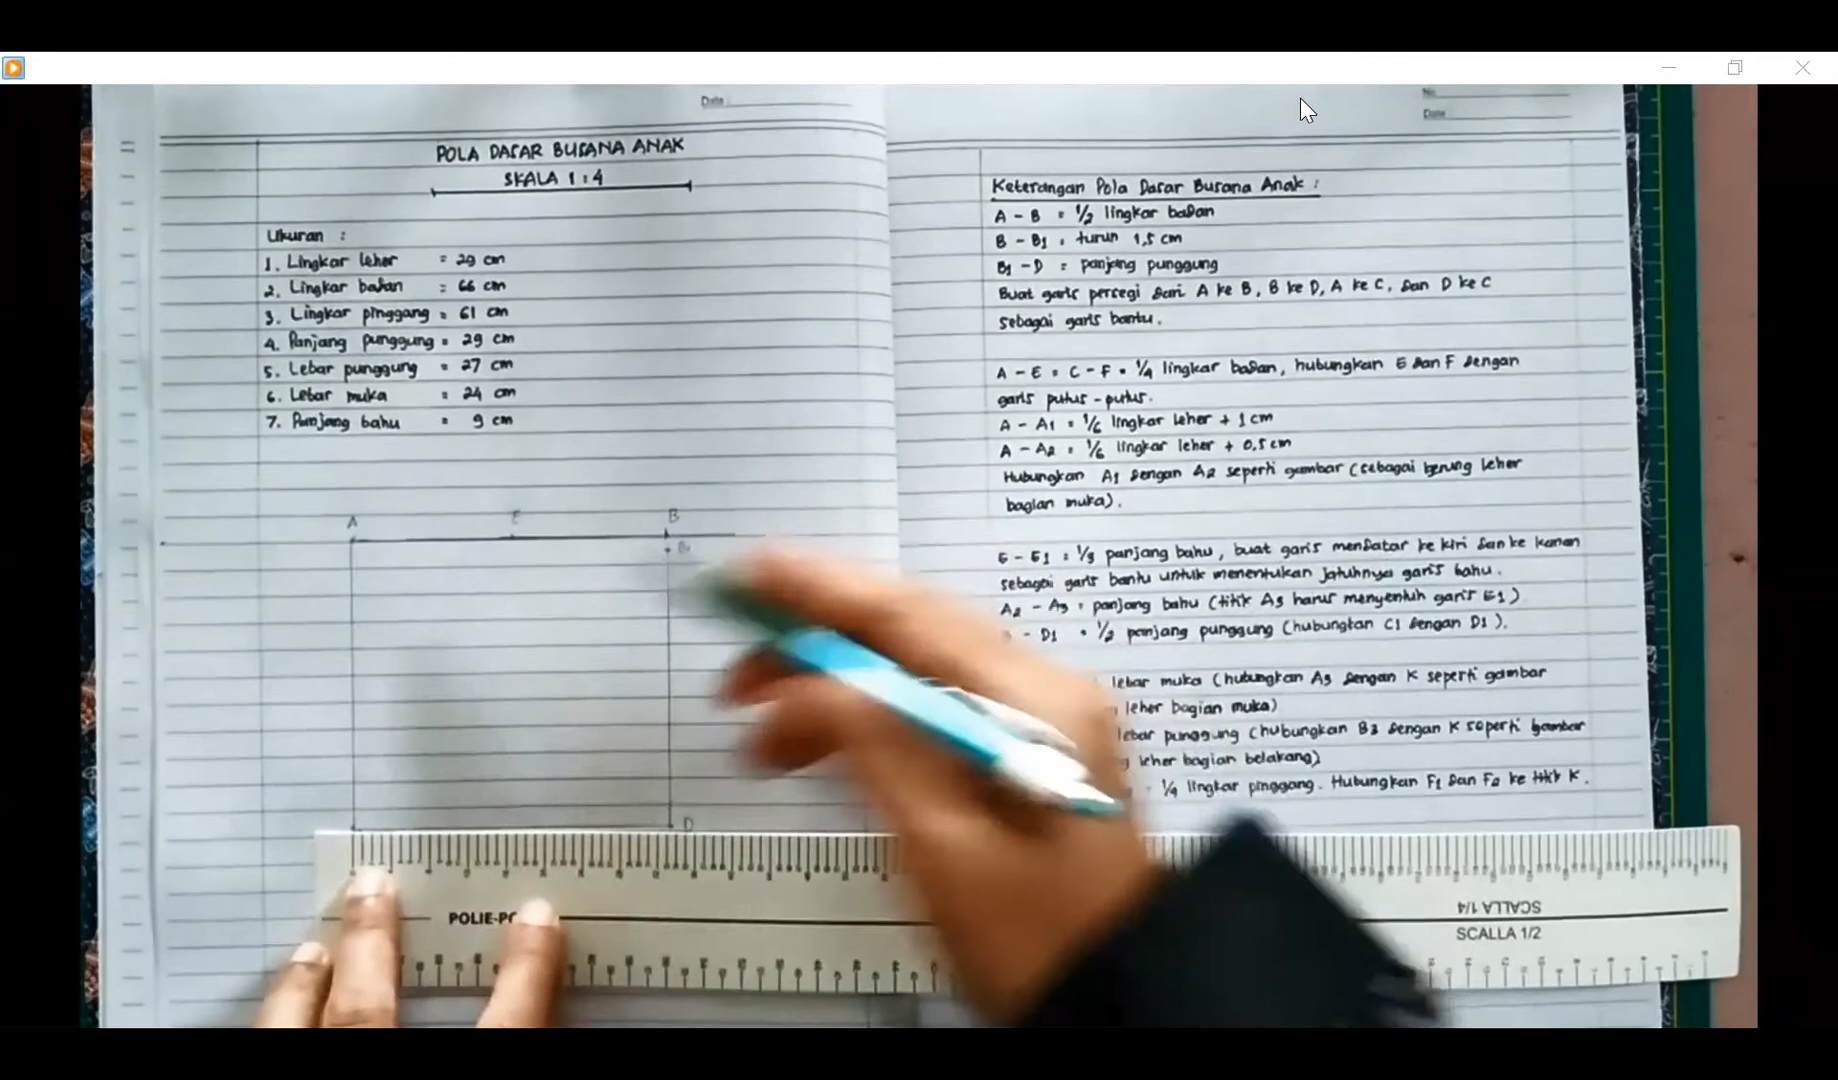 Date :
POLA DASAR BUSANA ANAK
SKALA 1 : 4
Ukuran :
1. Lingkar leher = 29 cm
2. Lingkar badan = 66 cm
3. Lingkar pinggang = 61 cm
4. Panjang punggung = 29 cm
5. Lebar punggung = 27 cm
6. Lebar muka = 24 cm
7. Panjang bahu = 9 cm
A E B
B1
D
No.
Date :
Keterangan Pola Dasar Busana Anak :
A - B = 1/2 lingkar badan
B - B1 = turun 1,5 cm
B1 - D = panjang punggung
Buat garis persegi dari A ke B, B ke D, A ke C, dan D ke C
sebagai garis bantu.
A - E = C - F = 1/4 lingkar badan, hubungkan E dan F dengan
garis putus - putus.
A - A1 = 1/6 lingkar leher + 1 cm
A - A2 = 1/6 lingkar leher + 0,5 cm
Hubungkan A1 dengan A2 seperti gambar (sebagai kerung leher
bagian muka).
E - E1 = 1/3 panjang bahu, buat garis mendatar ke kiri dan ke kanan
sebagai garis bantu untuk menentukan jatuhnya garis bahu.
A2 - A3 = panjang bahu (titik A3 harus menyentuh garis E1)
- D1 = 1/2 panjang punggung (hubungkan C1 dengan D1).
lebar muka (hubungkan A3 dengan K seperti gambar
leher bagian muka)
lebar punggung (hubungkan B3 dengan K seperti gambar
leher bagian belakang)
= 1/4 lingkar pinggang. Hubungkan F1 dan F2 ke titik K.
POLIE-PO
SCALLA 1/4
SCALLA 1/2